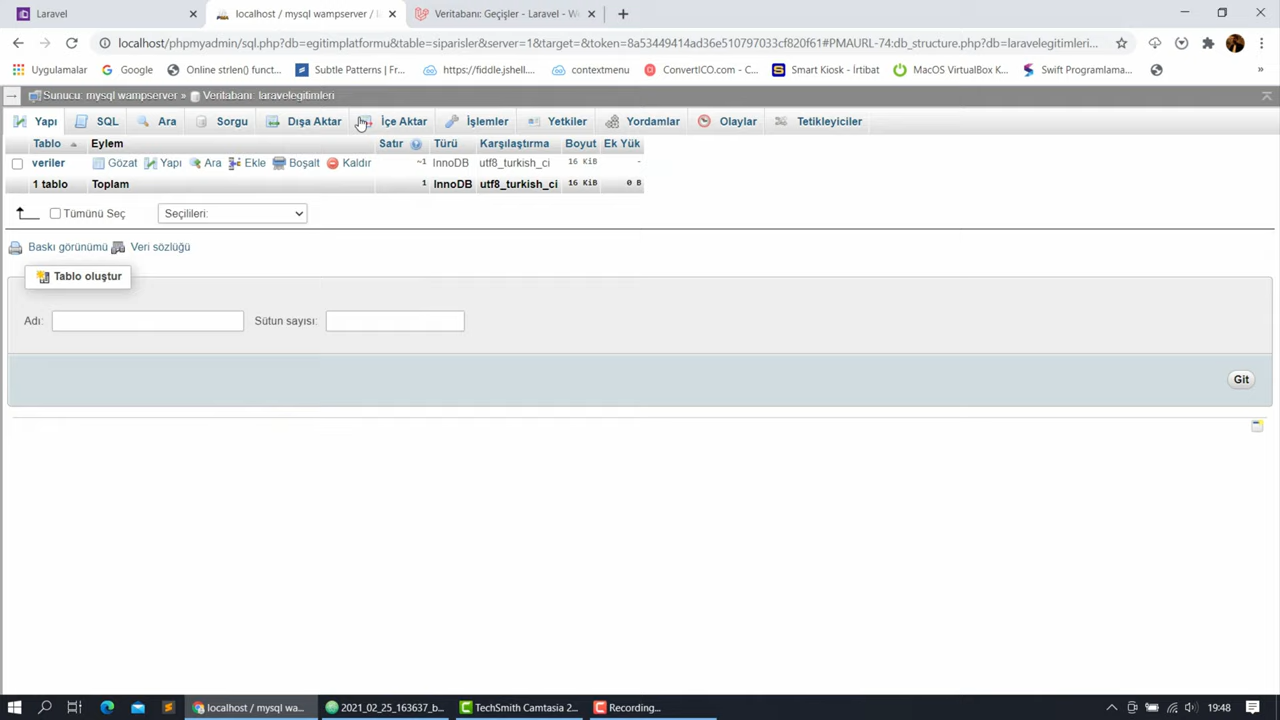 Laravel
localhost / mysql wampserver / l
Veritabanı: Geçişler - Laravel - W
localhost/phpmyadmin/sql.php?db=egitimplatformu&table=siparisler&server=1&target=&token=8a53449414ad36e510797033cf820f61#PMAURL-74:db_structure.php?db=laravelegitimleri...
Uygulamalar
Google
Online strlen() funct...
Subtle Patterns | Fr...
https://fiddle.jshell....
contextmenu
ConvertICO.com - C...
Smart Kiosk - İrtibat
MacOS VirtualBox K...
Swift Programlama...
»
Sunucu: mysql wampserver » Veritabanı: laravelegitimleri
Yapı SQL Ara Sorgu Dışa Aktar İçe Aktar İşlemler Yetkiler Yordamlar Olaylar Tetikleyiciler
Tablo Eylem Satır Türü Karşılaştırma Boyut Ek Yük
veriler Gözat Yapı Ara Ekle Boşalt Kaldır ~1 InnoDB utf8_turkish_ci 16 KiB -
1 tablo Toplam 1 InnoDB utf8_turkish_ci 16 KiB 0 B
Tümünü Seç Seçilileri:
Baskı görünümü Veri sözlüğü
Tablo oluştur
Adı: Sütun sayısı:
Git
localhost / mysql wa...
2021_02_25_163637_b...
TechSmith Camtasia 2...
Recording...
19:48